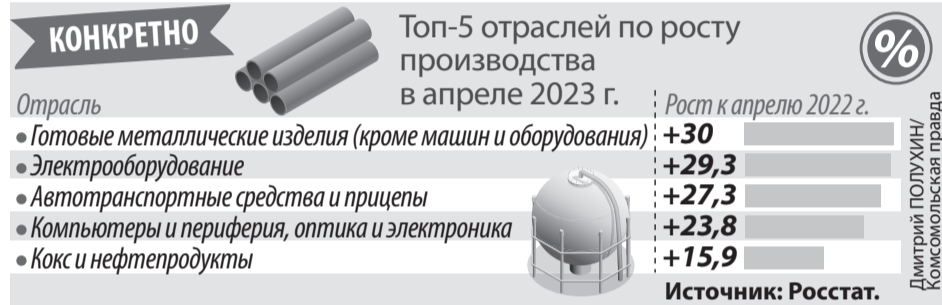 КОНКРЕТНО
Топ-5 отраслей по росту
производства
в апреле 2023 г.
%
Отрасль
Рост к апрелю 2022 г.
• Готовые металлические изделия (кроме машин и оборудования) +30
• Электрооборудование +29,3
• Автотранспортные средства и прицепы +27,3
• Компьютеры и периферия, оптика и электроника +23,8
• Кокс и нефтепродукты +15,9
Источник: Росстат.
Дмитрий ПОЛУХИН/
Комсомольская правда